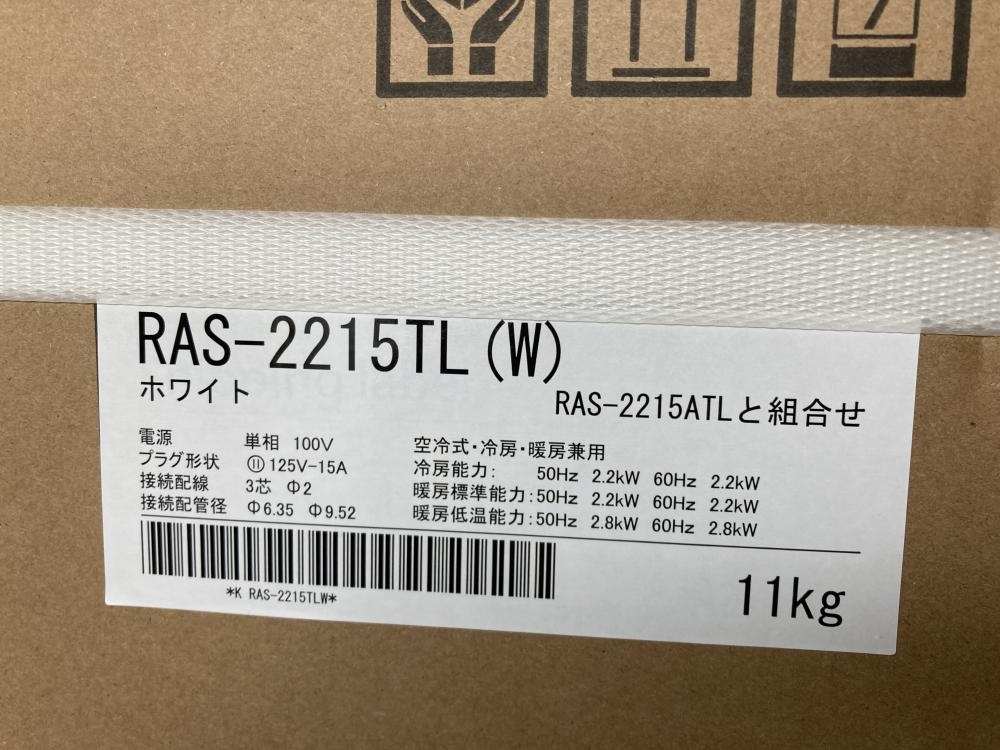 7
RAS-2215TL(W)
ホワイト
RAS-2215ATLと組合せ
電源 単相 100V
プラグ形状 ⑪125V-15A
接続配線 3芯 Φ2
接続配管径 Φ6.35 Φ9.52
空冷式・冷房・暖房兼用
冷房能力: 50Hz 2.2kW 60Hz 2.2kW
暖房標準能力:50Hz 2.2kW 60Hz 2.2kW
暖房低温能力:50Hz 2.8kW 60Hz 2.8kW
*K RAS-2215TLW*
11kg